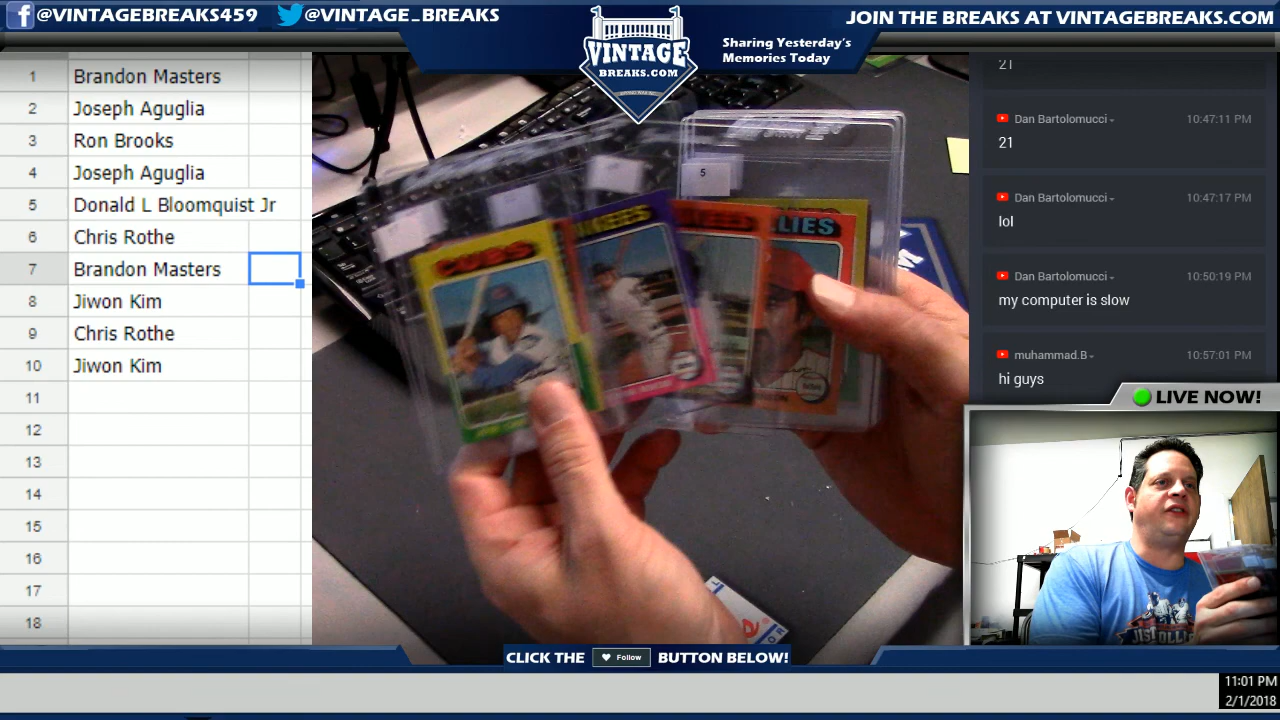 @VINTAGEBREAKS459 @VINTAGE_BREAKS
JOIN THE BREAKS AT VINTAGEBREAKS.COM
VINTAGE
BREAKS.COM
Sharing Yesterday's
Memories Today
1 Brandon Masters
2 Joseph Aguglia
3 Ron Brooks
4 Joseph Aguglia
5 Donald L Bloomquist Jr
6 Chris Rothe
7 Brandon Masters
8 Jiwon Kim
9 Chris Rothe
10 Jiwon Kim
11
12
13
14
15
16
17
18
CUBS
LIES
5
21
Dan Bartolomucci 10:47:11 PM
21
Dan Bartolomucci 10:47:17 PM
lol
Dan Bartolomucci 10:50:19 PM
my computer is slow
muhammad.B 10:57:01 PM
hi guys
LIVE NOW!
CLICK THE Follow BUTTON BELOW!
11:01 PM
2/1/2018